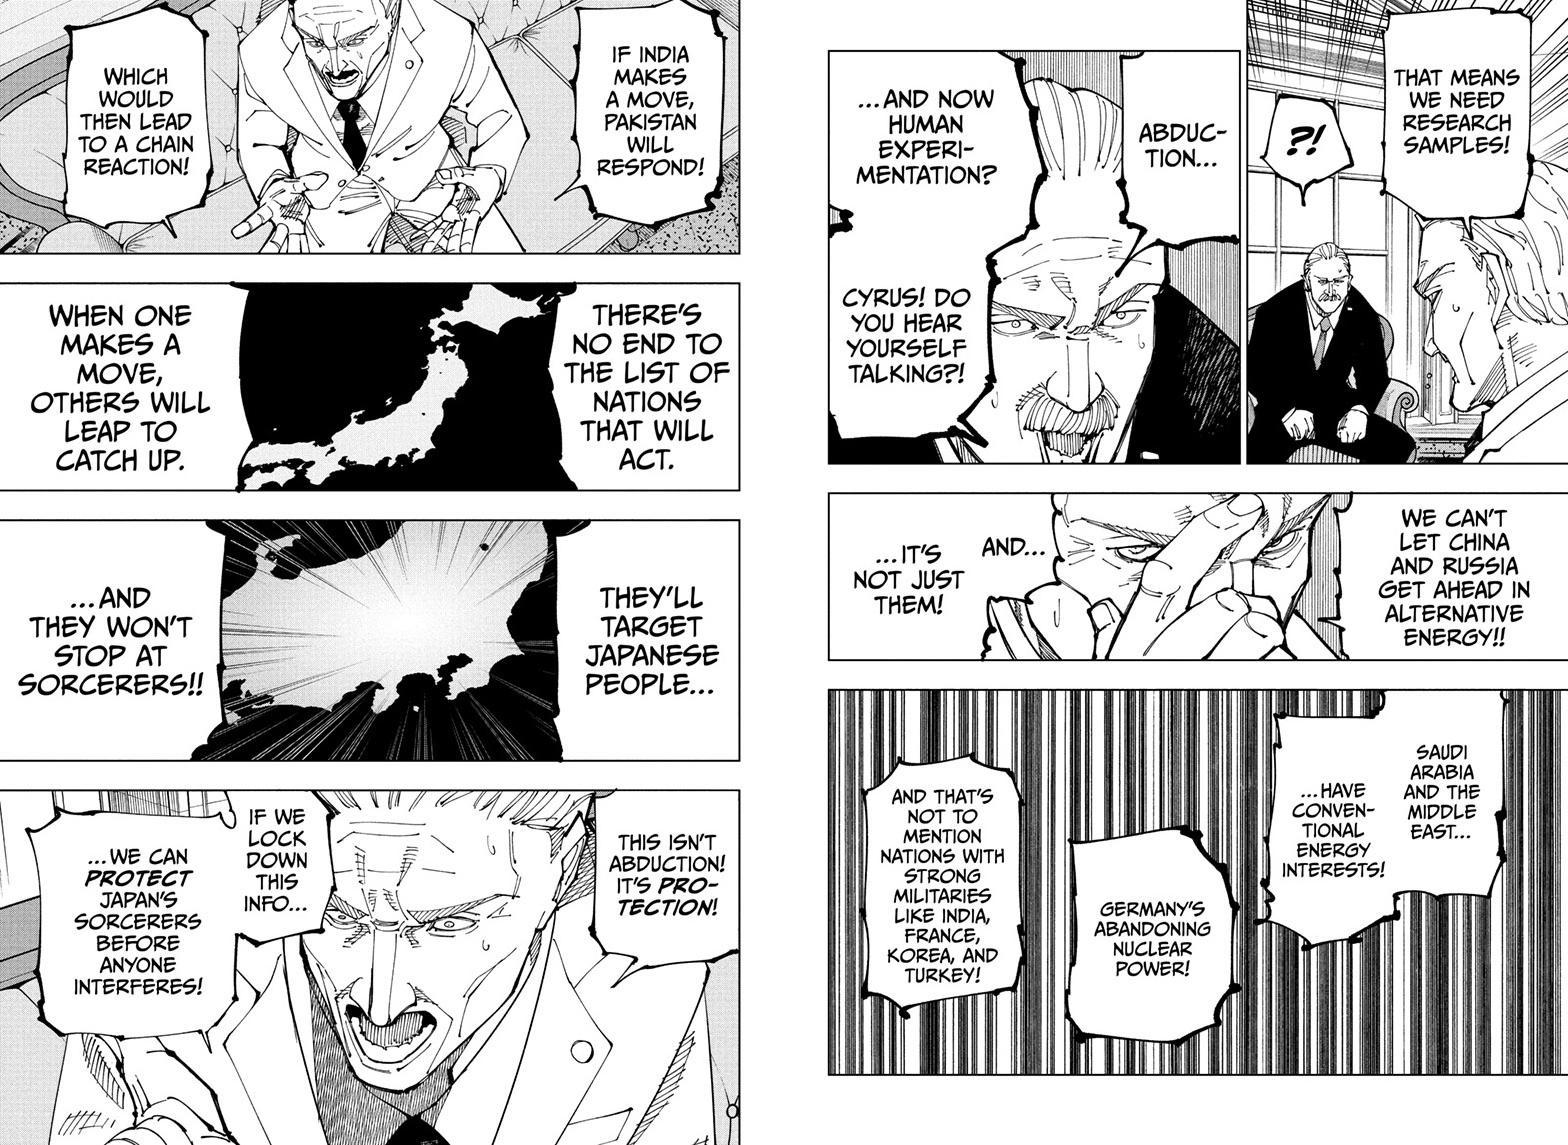 THAT MEANS
WE NEED
RESEARCH
SAMPLES!
?!
ABDUC-
TION...
...AND NOW
HUMAN
EXPERI-
MENTATION?
CYRUS! DO
YOU HEAR
YOURSELF
TALKING?!
WE CAN'T
LET CHINA
AND RUSSIA
GET AHEAD IN
ALTERNATIVE
ENERGY!!
AND...
...IT'S
NOT JUST
THEM!
SAUDI
ARABIA
AND THE
MIDDLE
EAST...
...HAVE
CONVEN-
TIONAL
ENERGY
INTERESTS!
GERMANY'S
ABANDONING
NUCLEAR
POWER!
AND THAT'S
NOT TO
MENTION
NATIONS WITH
STRONG
MILITARIES
LIKE INDIA,
FRANCE,
KOREA, AND
TURKEY!
IF INDIA
MAKES
A MOVE,
PAKISTAN
WILL
RESPOND!
WHICH
WOULD
THEN LEAD
TO A CHAIN
REACTION!
THERE'S
NO END TO
THE LIST OF
NATIONS
THAT WILL
ACT.
WHEN ONE
MAKES A
MOVE,
OTHERS WILL
LEAP TO
CATCH UP.
THEY'LL
TARGET
JAPANESE
PEOPLE...
...AND
THEY WON'T
STOP AT
SORCERERS!!
THIS ISN'T
ABDUCTION!
IT'S PRO-
TECTION!
IF WE
LOCK
DOWN
THIS
INFO...
...WE CAN
PROTECT
JAPAN'S
SORCERERS
BEFORE
ANYONE
INTERFERES!